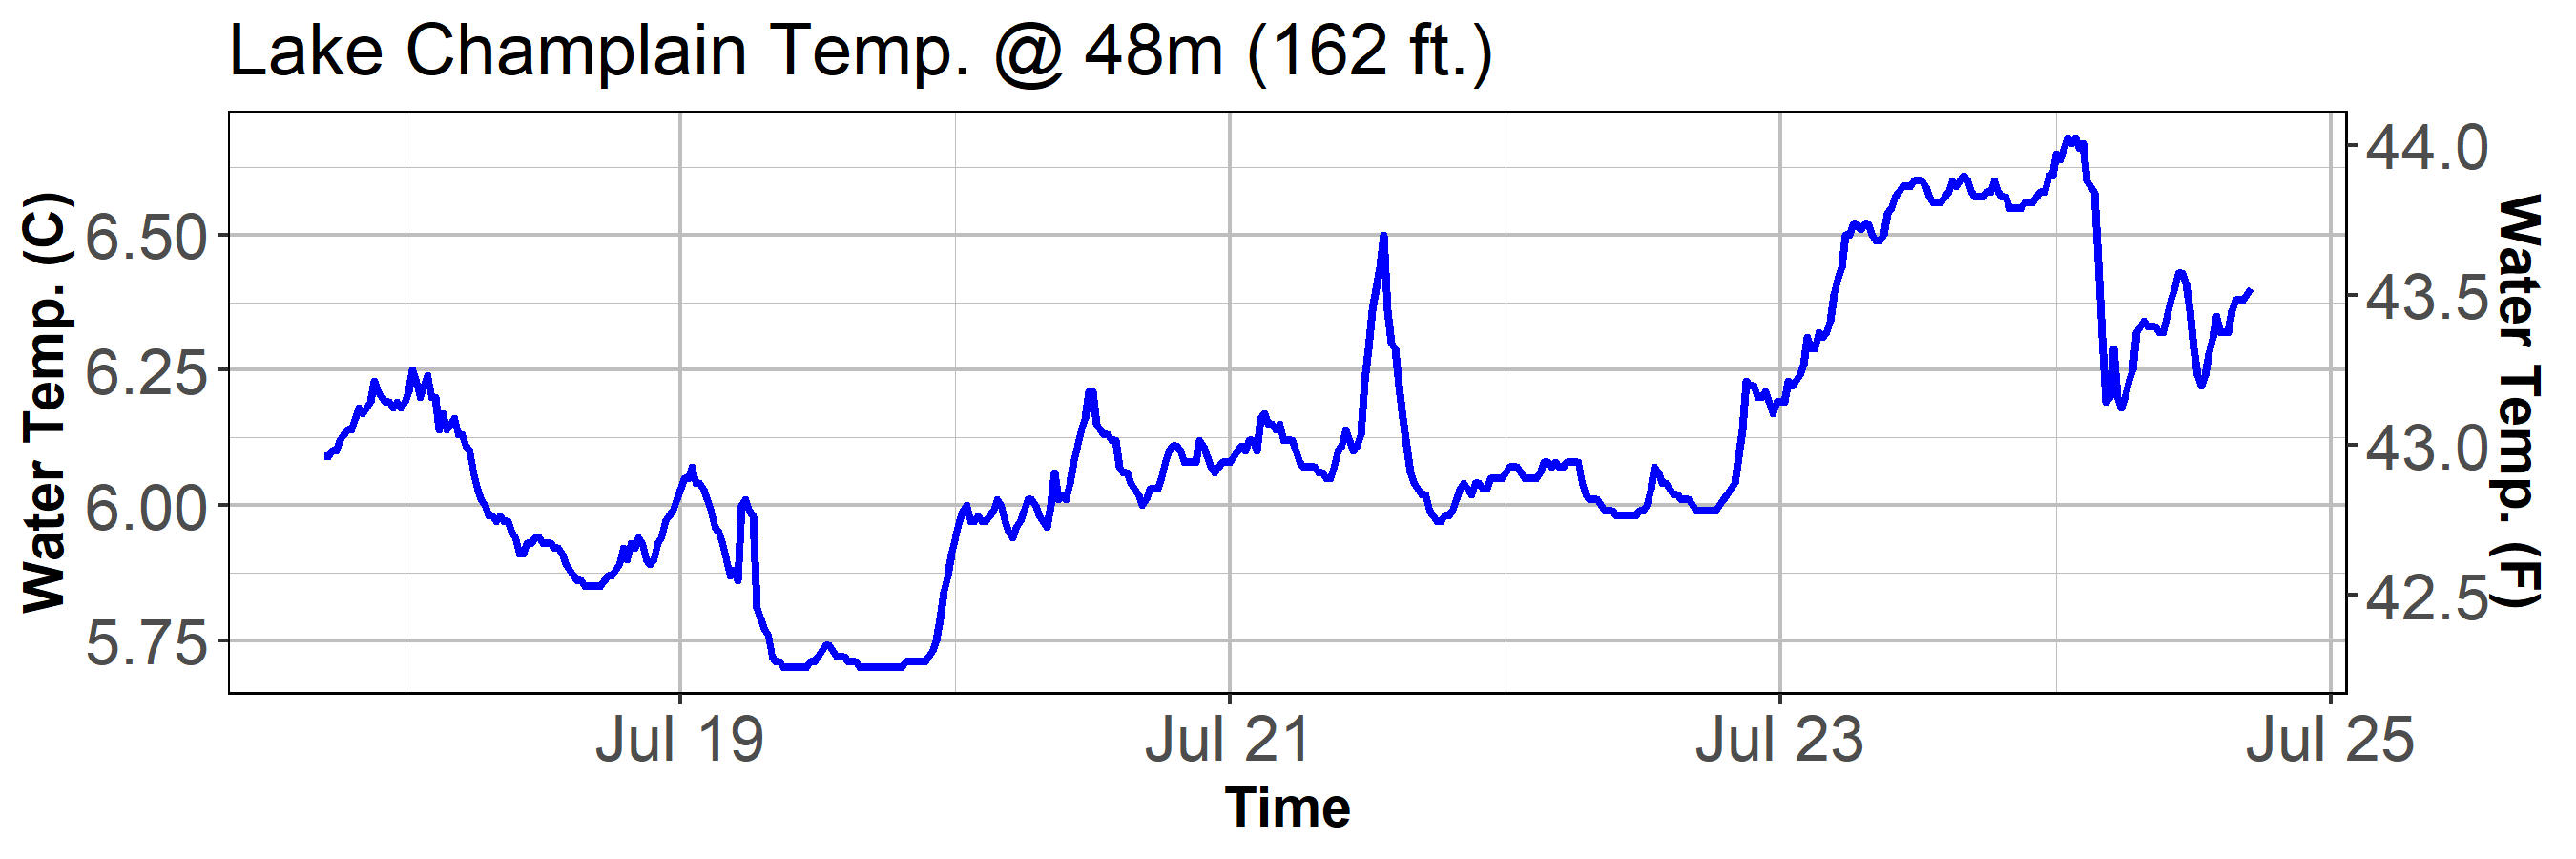 Lake Champlain Temp. @ 48m (162 ft.)
Water Temp. (C)
6.50
6.25
6.00
5.75
44.0
43.5
43.0
42.5
Water Temp. (F)
Jul 19 Jul 21 Jul 23 Jul 25
Time